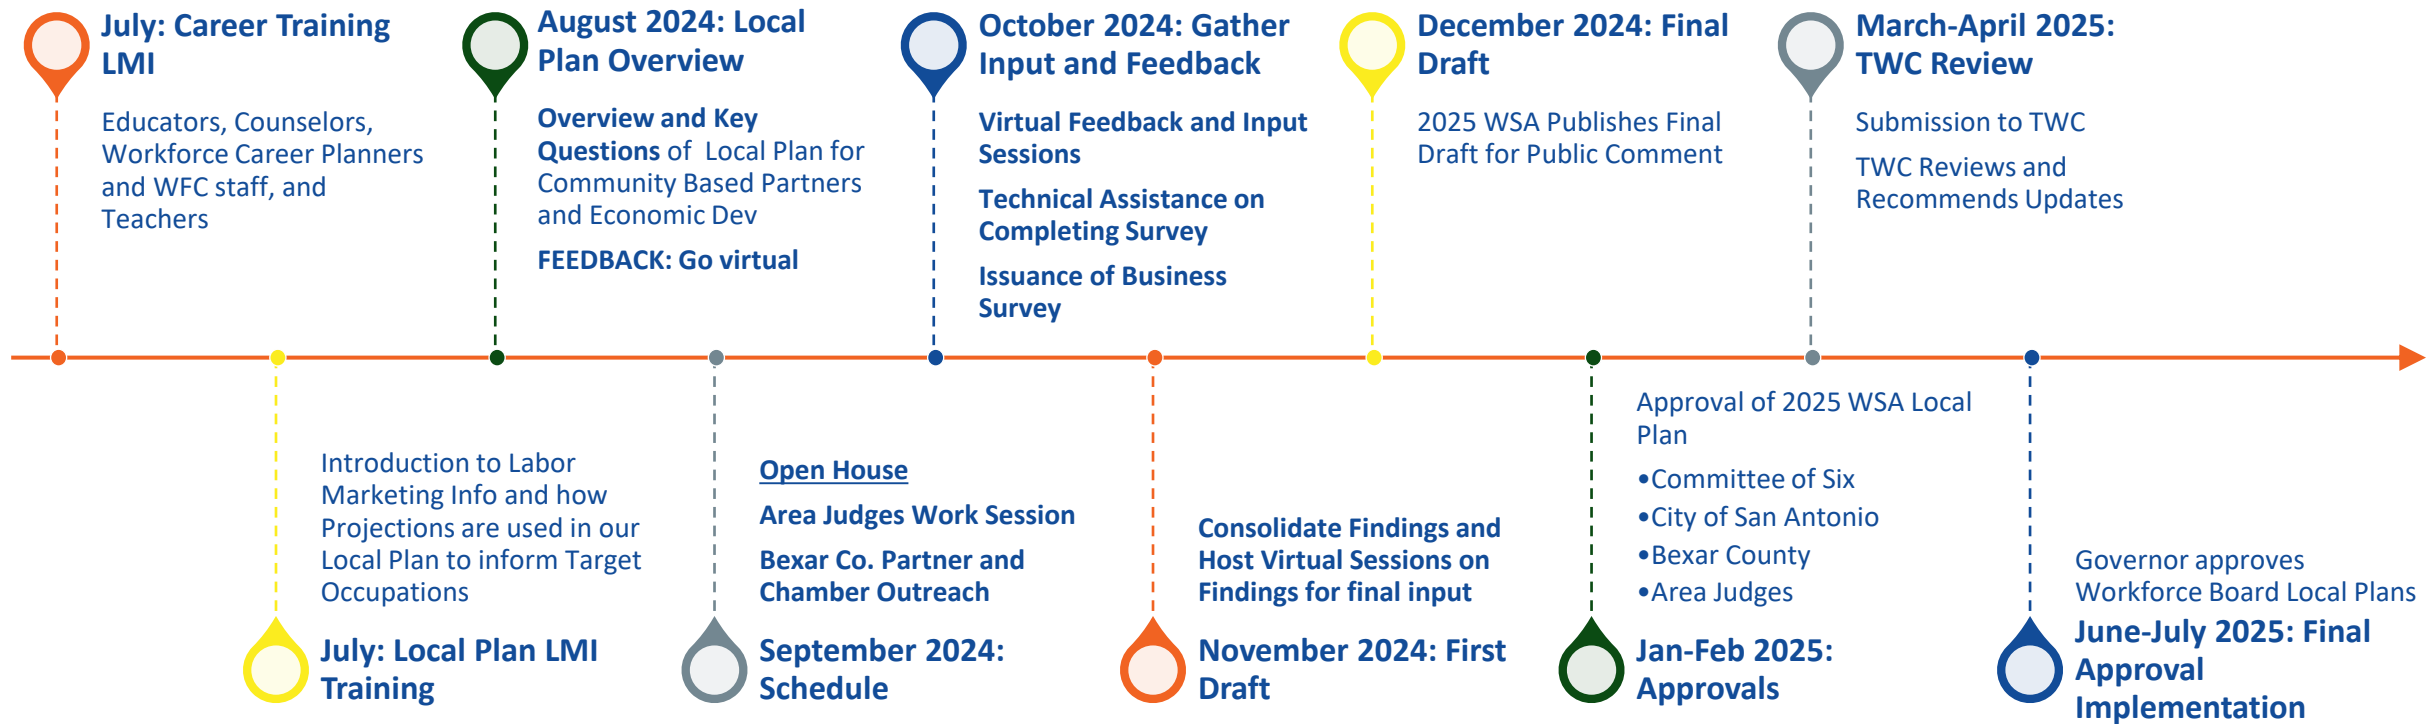 July: Career Training
LMI
Educators, Counselors,
Workforce Career Planners
and WFC staff, and
Teachers
August 2024: Local
Plan Overview
Overview and Key
Questions of Local Plan for
Community Based Partners
and Economic Dev
FEEDBACK: Go virtual
October 2024: Gather
Input and Feedback
Virtual Feedback and Input
Sessions
Technical Assistance on
Completing Survey
Issuance of Business
Survey
December 2024: Final
Draft
2025 WSA Publishes Final
Draft for Public Comment
March-April 2025:
TWC Review
Submission to TWC
TWC Reviews and
Recommends Updates
Introduction to Labor
Marketing Info and how
Projections are used in our
Local Plan to inform Target
Occupations
July: Local Plan LMI
Training
Open House
Area Judges Work Session
Bexar Co. Partner and
Chamber Outreach
September 2024:
Schedule
Consolidate Findings and
Host Virtual Sessions on
Findings for final input
November 2024: First
Draft
Approval of 2025 WSA Local
Plan
•Committee of Six
•City of San Antonio
•Bexar County
•Area Judges
Jan-Feb 2025:
Approvals
Governor approves
Workforce Board Local Plans
June-July 2025: Final
Approval
Implementation